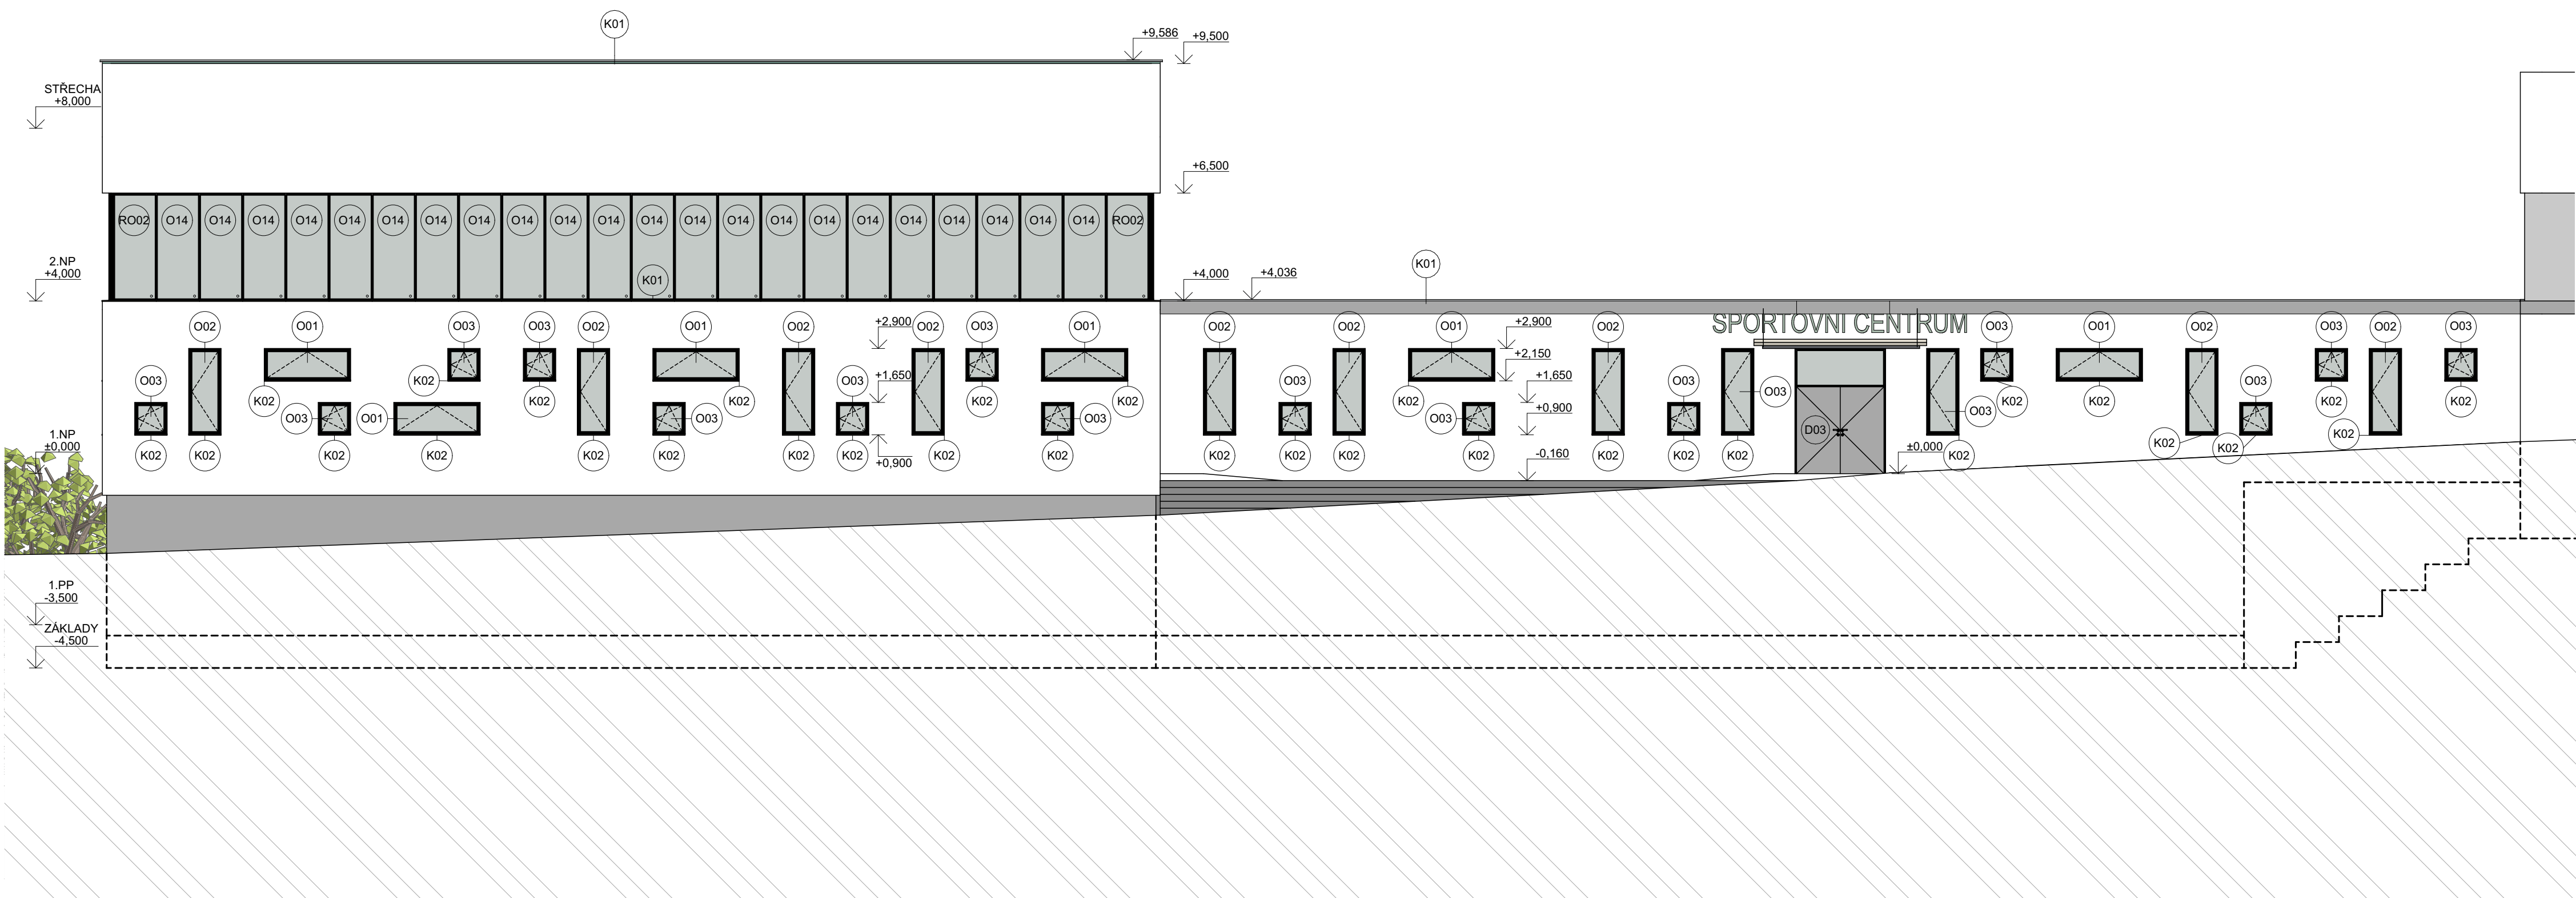 K01
+9,586
+9,500
STŘECHA
+8,000
+6,500
RO02 O14 O14 O14 O14 O14 O14 O14 O14 O14 O14 O14 O14 O14 O14 O14 O14 O14 O14 O14 O14 O14 O14 RO02
2.NP
+4,000
K01
+4,000
+4,036
K01
O02 O01 O03 O03 O02 O01 O02 +2,900 O02 O03 O01 O02 O02 O01 +2,900 O02 SPORTOVNÍ CENTRUM O03 O01 O02 O03 O02 O03
+2,150
O03 K02 O03 +1,650 O03 +1,650 O03 O03
K02 K02 K02 K02 K02 K02 O03 K02 K02 K02 K02
O03 O01 O03 O03 O03 +0,900 O03
D03
1.NP
±0,000
K02 K02 K02 K02 K02 K02 K02 K02 K02 K02 K02 K02 K02 K02 K02 K02 K02 K02 K02 K02 K02
+0,900
-0,160
±0,000
1.PP
-3,500
ZÁKLADY
-4,500